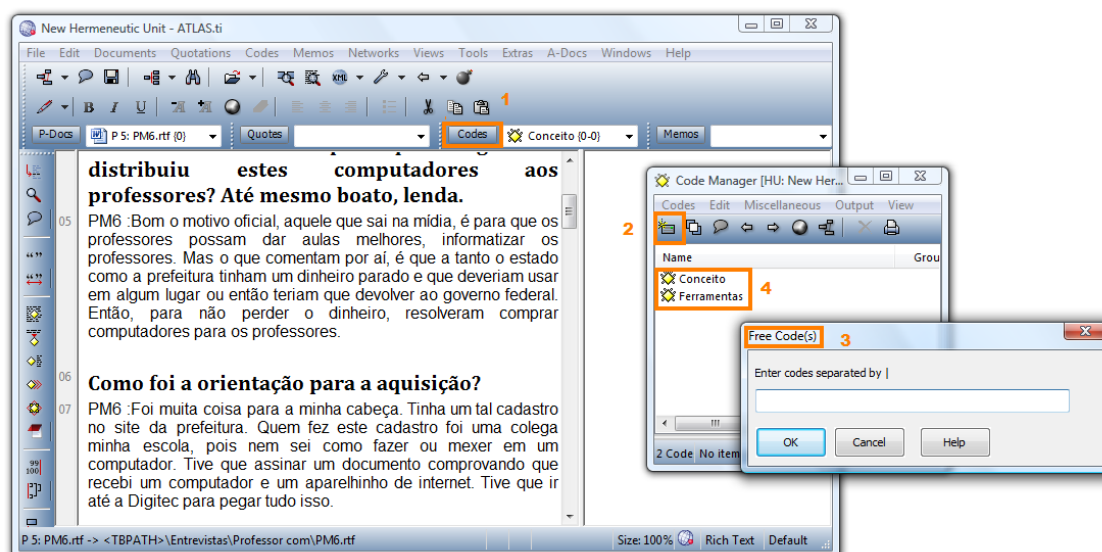 New Hermeneutic Unit - ATLAS.ti
File Edit Documents Quotations Codes Memos Networks Views Tools Extras A-Docs Windows Help
B I U
1
P-Docs P 5: PM6.rtf {0} Quotes Codes Conceito {0-0} Memos
distribuiu estes computadores aos
professores? Até mesmo boato, lenda.
05 PM6 :Bom o motivo oficial, aquele que sai na mídia, é para que os
professores possam dar aulas melhores, informatizar os
professores. Mas o que comentam por aí, é que a tanto o estado
como a prefeitura tinham um dinheiro parado e que deveriam usar
em algum lugar ou então teriam que devolver ao governo federal.
Então, para não perder o dinheiro, resolveram comprar
computadores para os professores.
06 Como foi a orientação para a aquisição?
07 PM6 :Foi muita coisa para a minha cabeça. Tinha um tal cadastro
no site da prefeitura. Quem fez este cadastro foi uma colega
minha escola, pois nem sei como fazer ou mexer em um
computador. Tive que assinar um documento comprovando que
recebi um computador e um aparelhinho de internet. Tive que ir
até a Digitec para pegar tudo isso.
P 5: PM6.rtf -> <TBPATH>\Entrevistas\Professor com\PM6.rtf Size: 100% Rich Text Default
Code Manager [HU: New Her...
Codes Edit Miscellaneous Output View
2
Name Grou
Conceito
Ferramentas
4
2 Code No item
Free Code(s)
3
Enter codes separated by |
OK Cancel Help